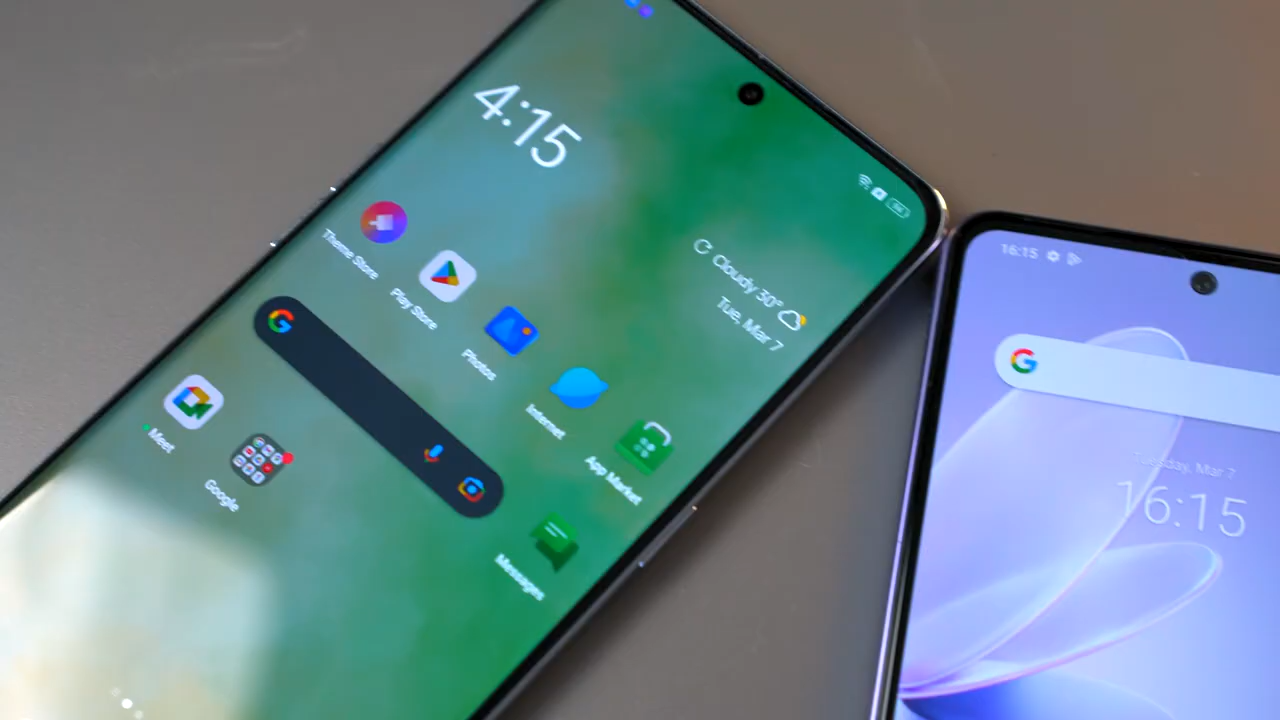 4:15
Cloudy 30°
Tue, Mar 7
Theme Store
Play Store
Photos
Internet
App Market
G
Meet
Google
Messages
16:15
G
Tuesday, Mar 7
16:15